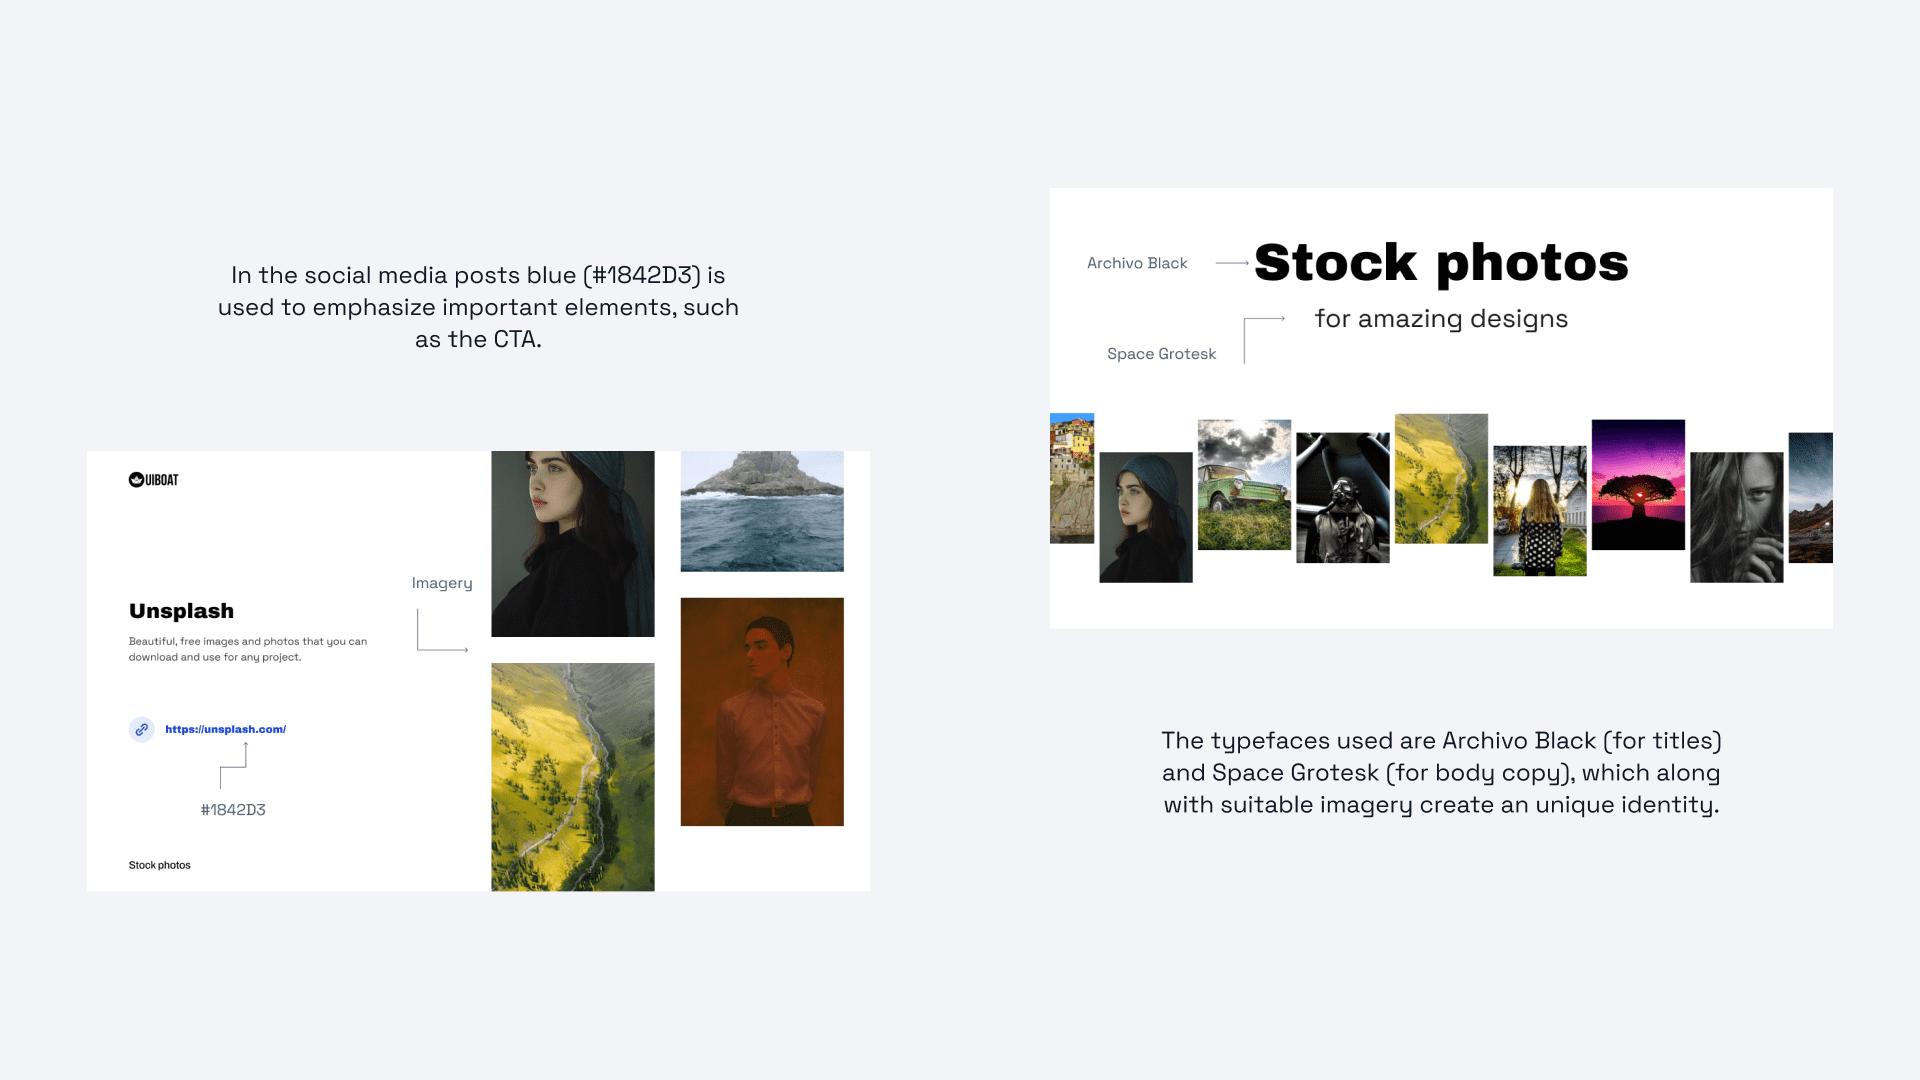 In the social media posts blue (#1842D3) is
used to emphasize important elements, such
as the CTA.
UIBOAT
Imagery
Unsplash
Beautiful, free images and photos that you can
download and use for any project.
https://unsplash.com/
#1842D3
Stock photos
Archivo Black
Stock photos
for amazing designs
Space Grotesk
The typefaces used are Archivo Black (for titles)
and Space Grotesk (for body copy), which along
with suitable imagery create an unique identity.